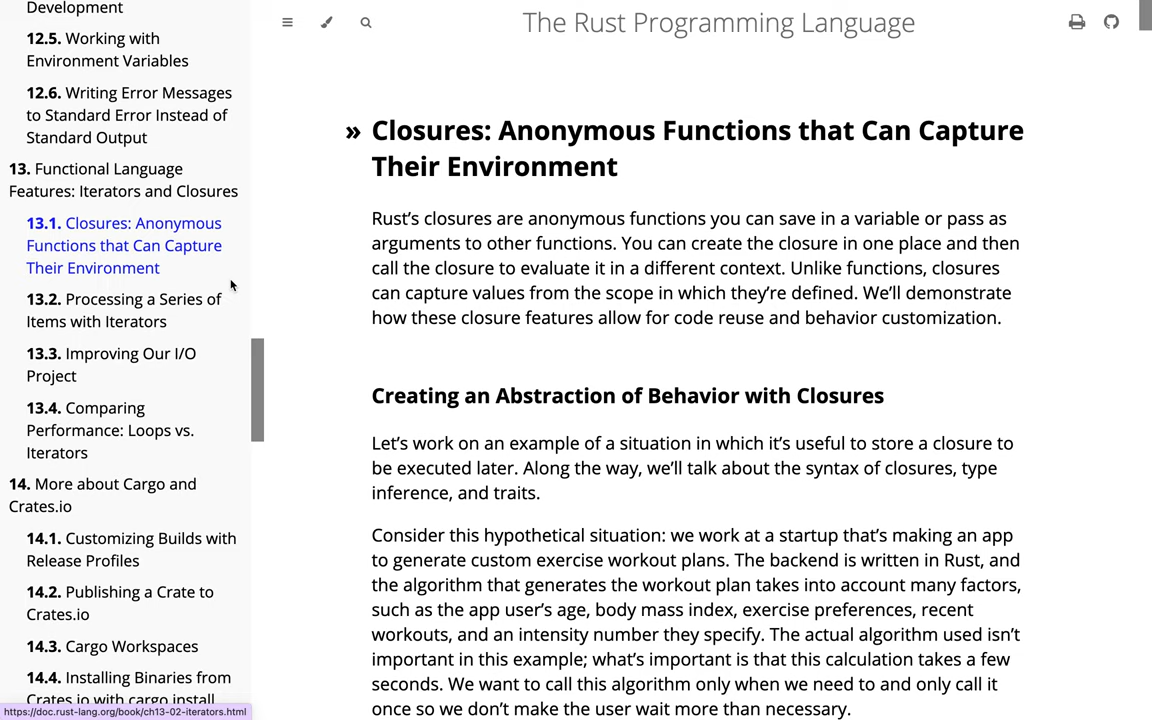 Development
12.5. Working with
Environment Variables
12.6. Writing Error Messages
to Standard Error Instead of
Standard Output
13. Functional Language
Features: Iterators and Closures
13.1. Closures: Anonymous
Functions that Can Capture
Their Environment
13.2. Processing a Series of
Items with Iterators
13.3. Improving Our I/O
Project
13.4. Comparing
Performance: Loops vs.
Iterators
14. More about Cargo and
Crates.io
14.1. Customizing Builds with
Release Profiles
14.2. Publishing a Crate to
Crates.io
14.3. Cargo Workspaces
14.4. Installing Binaries from
Crates.io with cargo install
https://doc.rust-lang.org/book/ch13-02-iterators.html
The Rust Programming Language
» Closures: Anonymous Functions that Can Capture
Their Environment
Rust’s closures are anonymous functions you can save in a variable or pass as
arguments to other functions. You can create the closure in one place and then
call the closure to evaluate it in a different context. Unlike functions, closures
can capture values from the scope in which they’re defined. We’ll demonstrate
how these closure features allow for code reuse and behavior customization.
Creating an Abstraction of Behavior with Closures
Let’s work on an example of a situation in which it’s useful to store a closure to
be executed later. Along the way, we’ll talk about the syntax of closures, type
inference, and traits.
Consider this hypothetical situation: we work at a startup that’s making an app
to generate custom exercise workout plans. The backend is written in Rust, and
the algorithm that generates the workout plan takes into account many factors,
such as the app user’s age, body mass index, exercise preferences, recent
workouts, and an intensity number they specify. The actual algorithm used isn’t
important in this example; what’s important is that this calculation takes a few
seconds. We want to call this algorithm only when we need to and only call it
once so we don’t make the user wait more than necessary.